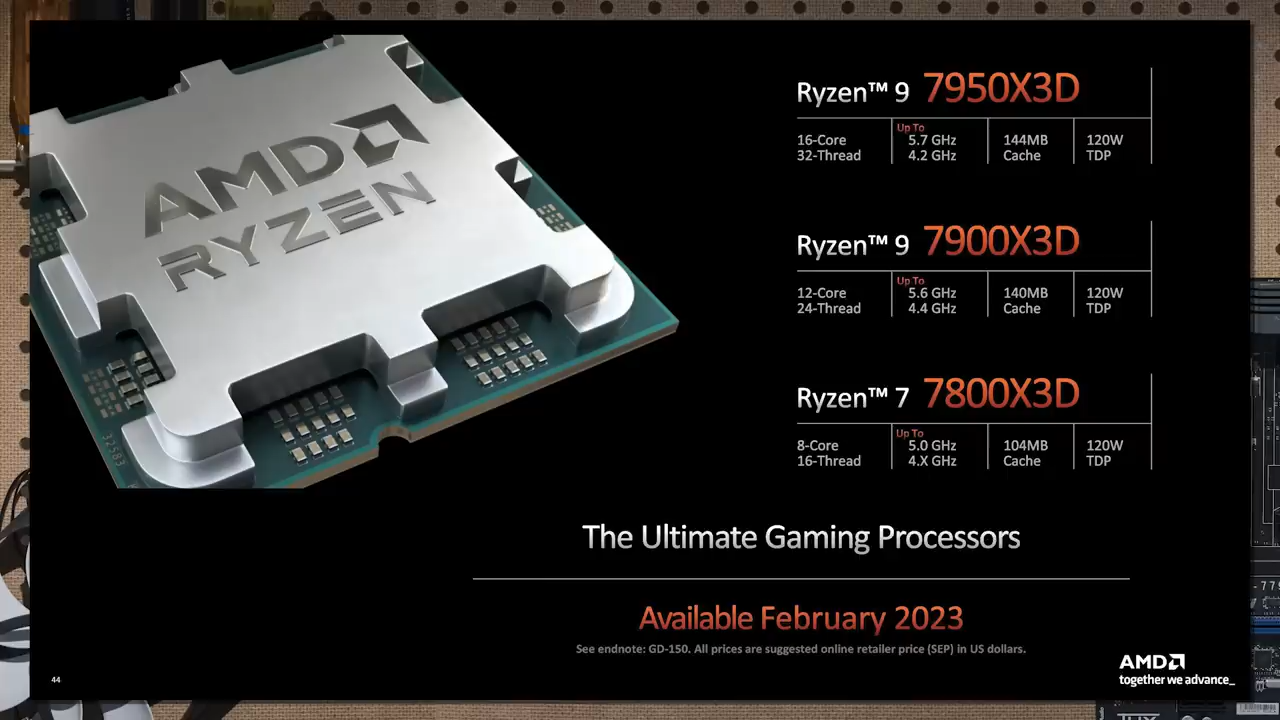 AMD
RYZEN
32583
Ryzen™ 9 7950X3D
16-Core
32-Thread
Up To
5.7 GHz
4.2 GHz
144MB
Cache
120W
TDP
Ryzen™ 9 7900X3D
12-Core
24-Thread
Up To
5.6 GHz
4.4 GHz
140MB
Cache
120W
TDP
Ryzen™ 7 7800X3D
8-Core
16-Thread
Up To
5.0 GHz
4.X GHz
104MB
Cache
120W
TDP
The Ultimate Gaming Processors
Available February 2023
See endnote: GD-150. All prices are suggested online retailer price (SEP) in US dollars.
44
AMD
together we advance_